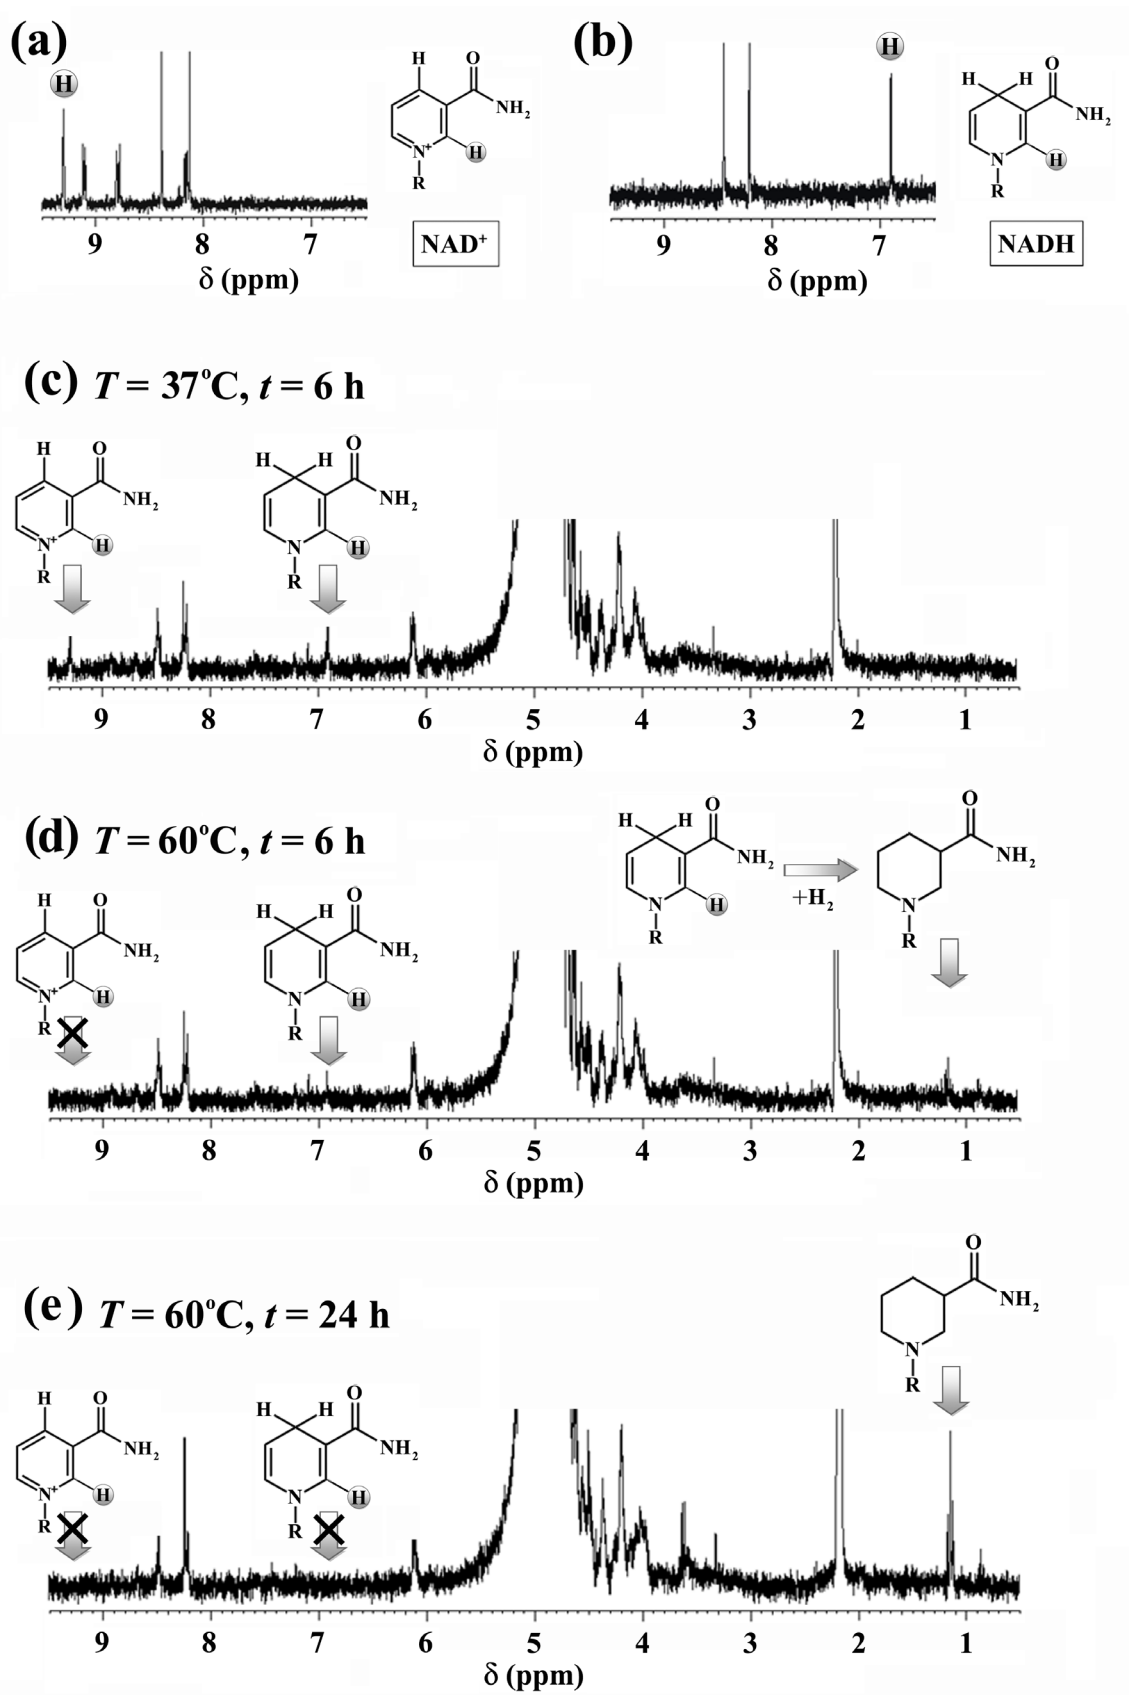 (a)
H
H
O
NH2
H
N+
R
NAD+
9 8 7
δ (ppm)
(b)
H
H H
O
NH2
H
N
R
NADH
9 8 7
δ (ppm)
(c) T = 37°C, t = 6 h
H
O
NH2
H
N+
R
H H
O
NH2
H
N
R
9 8 7 6 5 4 3 2 1
δ (ppm)
(d) T = 60°C, t = 6 h
H
O
NH2
H
N+
R
H H
O
NH2
H
N
R
H H
O
NH2
H
N
R
+H2
O
NH2
N
R
9 8 7 6 5 4 3 2 1
δ (ppm)
(e) T = 60°C, t = 24 h
H
O
NH2
H
N+
R
H H
O
NH2
H
N
R
O
NH2
N
R
9 8 7 6 5 4 3 2 1
δ (ppm)